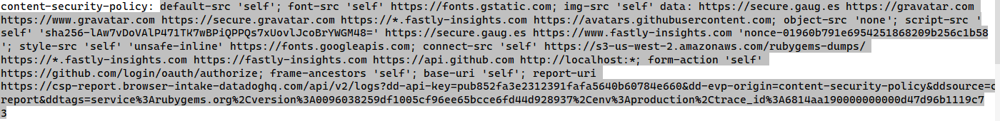 content-security-policy: default-src 'self'; font-src 'self' https://fonts.gstatic.com; img-src 'self' data: https://secure.gaug.es https://gravatar.com
https://www.gravatar.com https://secure.gravatar.com https://*.fastly-insights.com https://avatars.githubusercontent.com; object-src 'none'; script-src '
self' 'sha256-lAw7vDoVAlP471TK7wBPiQPPQs7xUovlJcoBrYWGM48=' https://secure.gaug.es https://www.fastly-insights.com 'nonce-01960b791e6954251868209b256c1b58
'; style-src 'self' 'unsafe-inline' https://fonts.googleapis.com; connect-src 'self' https://s3-us-west-2.amazonaws.com/rubygems-dumps/
https://*.fastly-insights.com https://fastly-insights.com https://api.github.com http://localhost:*; form-action 'self'
https://github.com/login/oauth/authorize; frame-ancestors 'self'; base-uri 'self'; report-uri
https://csp-report.browser-intake-datadoghq.com/api/v2/logs?dd-api-key=pub852fa3e2312391fafa5640b60784e660&dd-evp-origin=content-security-policy&ddsource=c
report&ddtags=service%3Arubygems.org%2Cversion%3A0096038259df1005cf96ee65bcce6fd44d928937%2Cenv%3Aproduction%2Ctrace_id%3A6814aa190000000000d47d96b1119c7
3